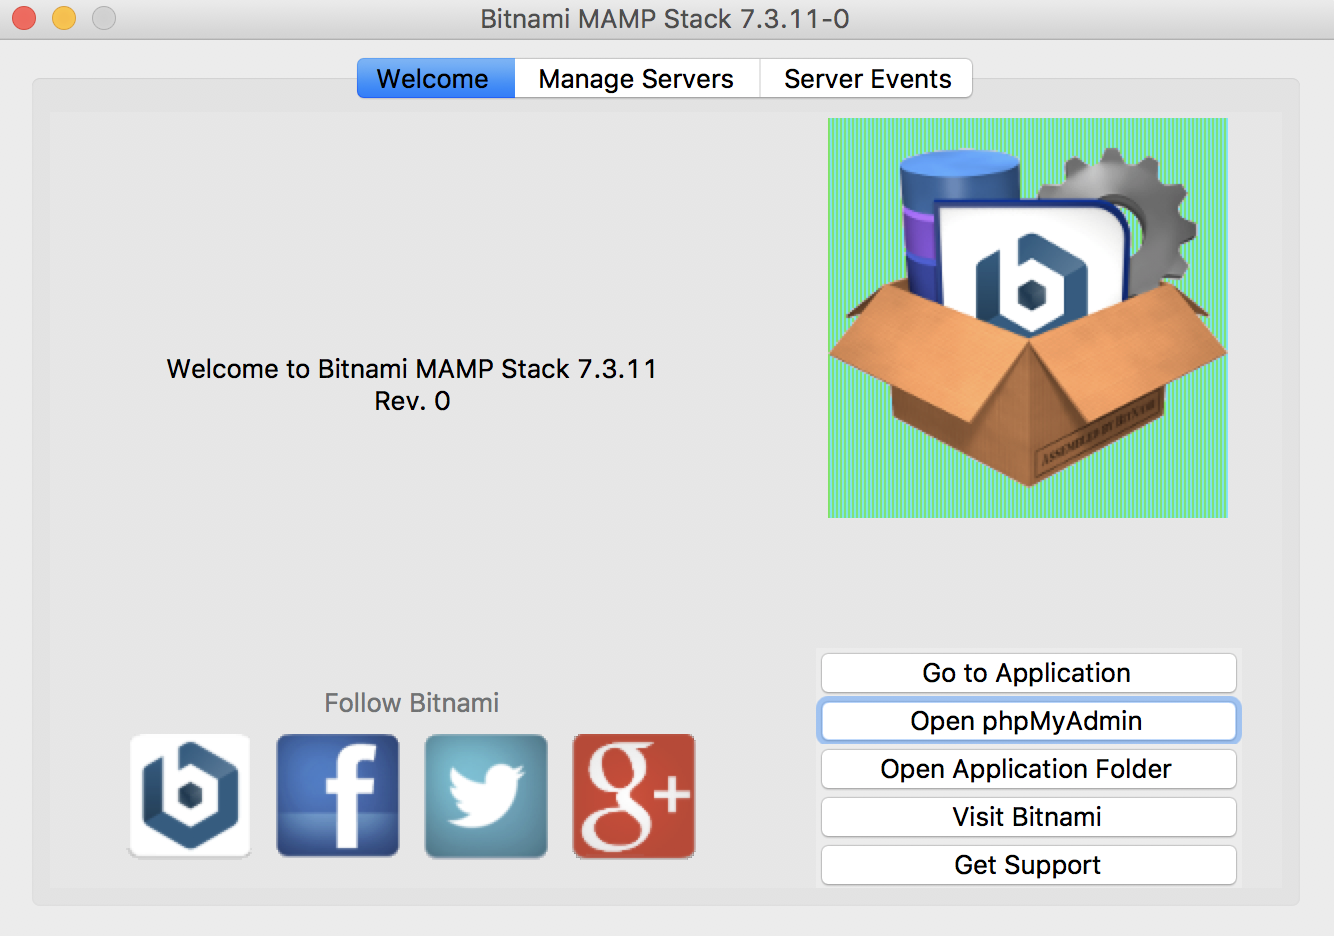 Bitnami MAMP Stack 7.3.11-0
Welcome
Manage Servers
Server Events
ASSEMBLED BY BITNAMI
Welcome to Bitnami MAMP Stack 7.3.11
Rev. 0
Go to Application
Open phpMyAdmin
Open Application Folder
Visit Bitnami
Get Support
Follow Bitnami
b
f
g+